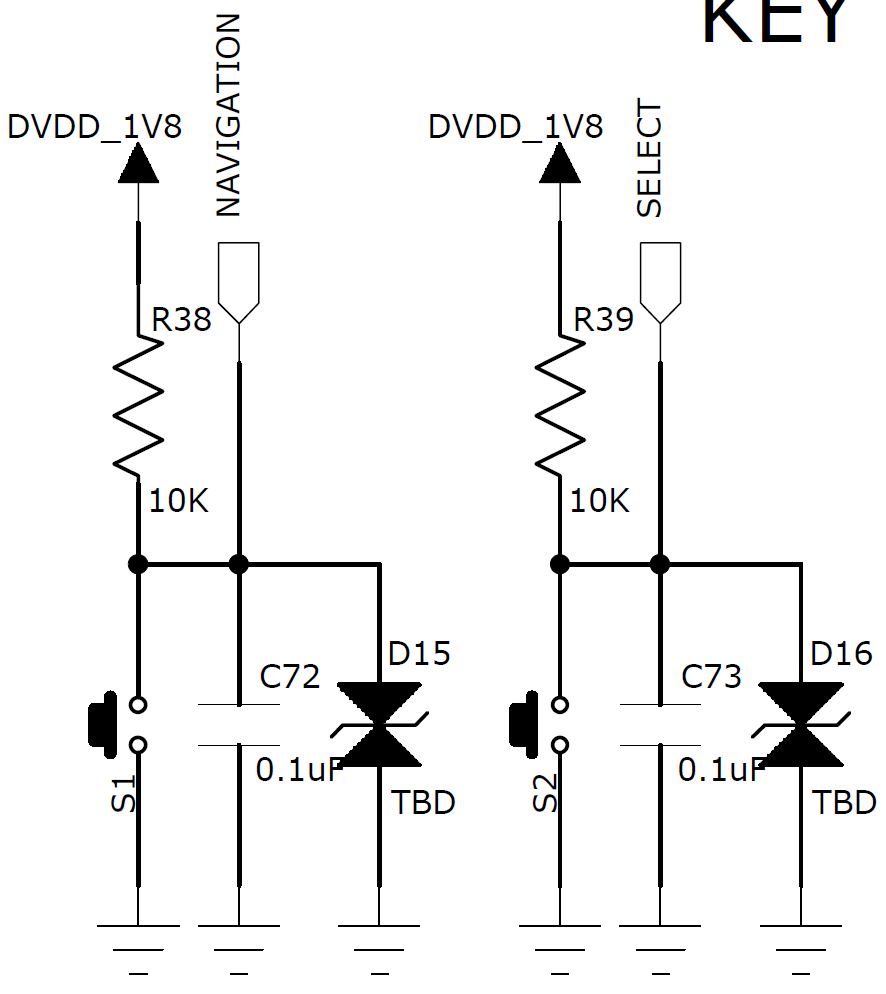 KEY
NAVIGATION
SELECT
DVDD_1V8
DVDD_1V8
R38
R39
10K
10K
D15
D16
C72
C73
0.1uF
0.1uF
S1
S2
TBD
TBD